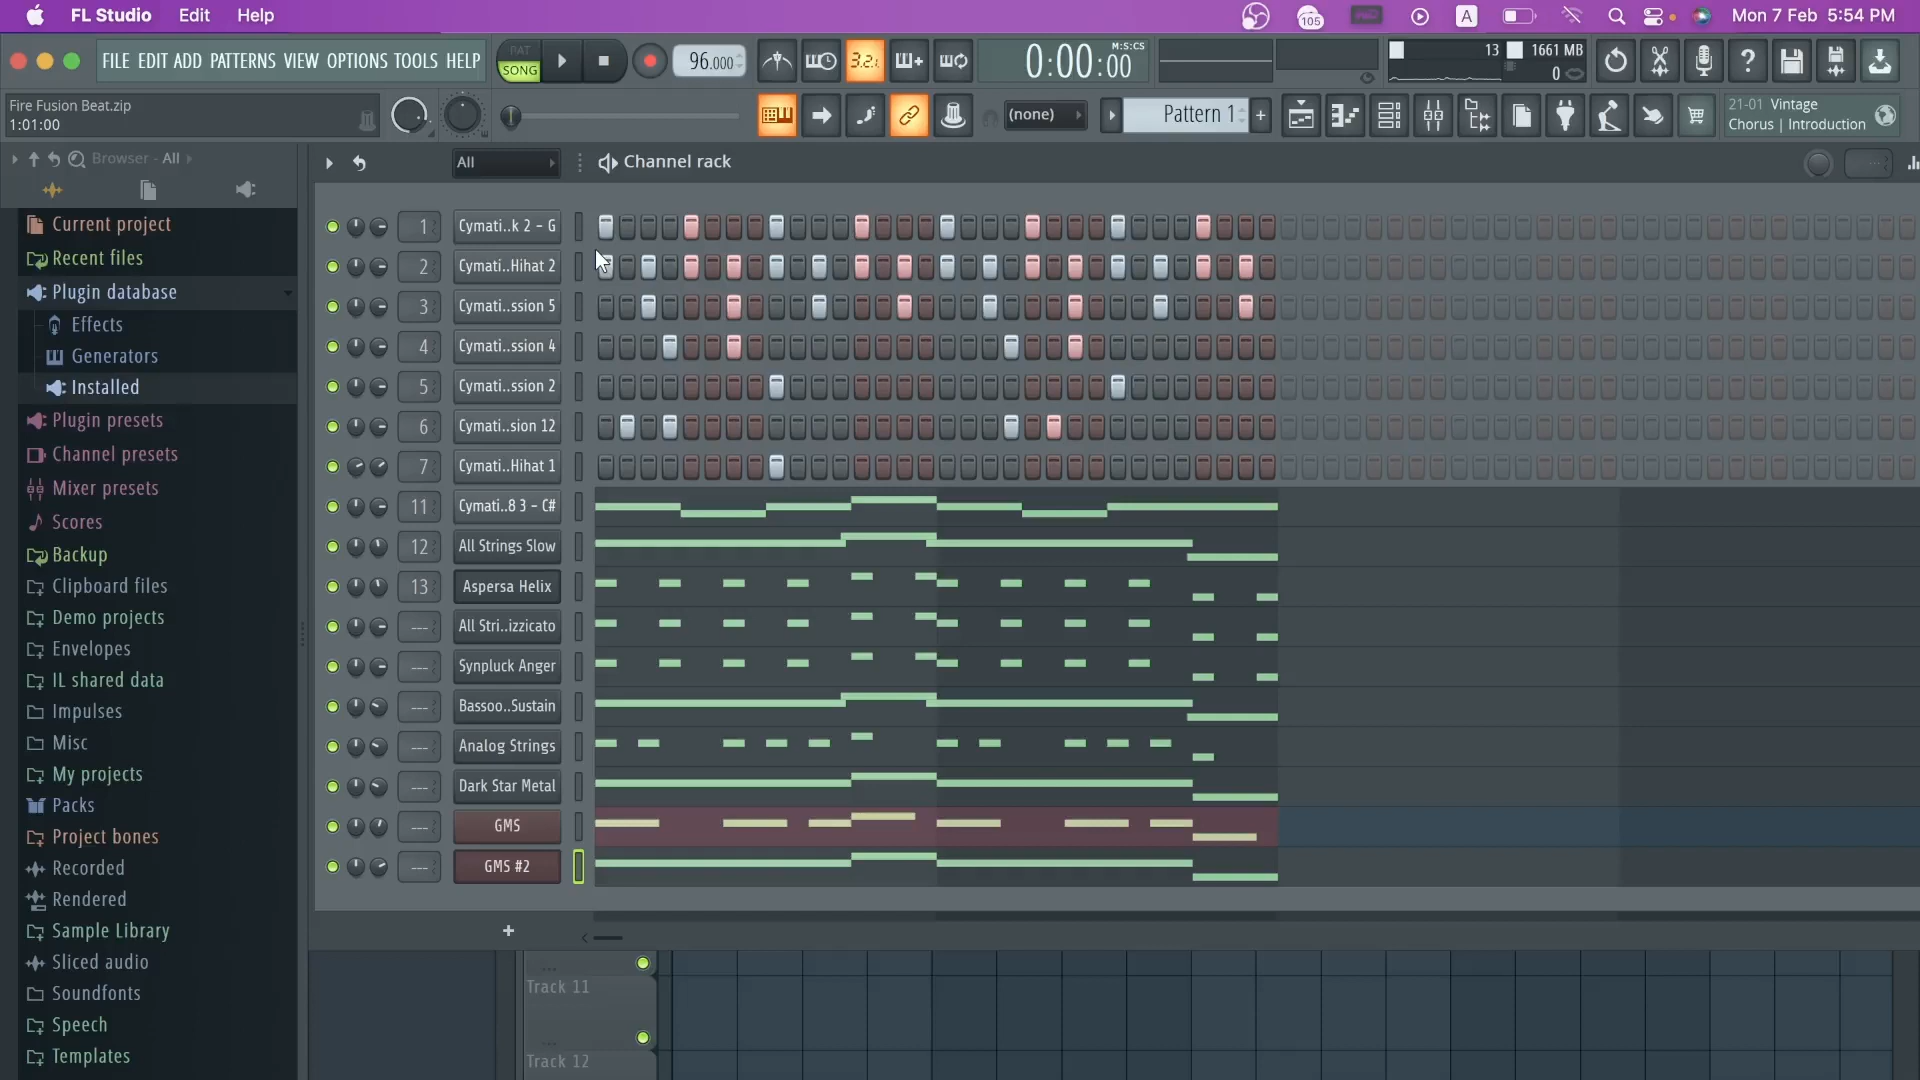 FL Studio Edit Help
105
A
Mon 7 Feb 5:54 PM
FILE EDIT ADD PATTERNS VIEW OPTIONS TOOLS HELP
PAT
SONG
96.000
3.2.
0:00:00
M:S:CS
13
1661 MB
0
Fire Fusion Beat.zip
1:01:00
(none)
Pattern 1
+
21-01 Vintage
Chorus | Introduction
Browser - All
All
Channel rack
Current project
Recent files
Plugin database
Effects
Generators
Installed
Plugin presets
Channel presets
Mixer presets
Scores
Backup
Clipboard files
Demo projects
Envelopes
IL shared data
Impulses
Misc
My projects
Packs
Project bones
Recorded
Rendered
Sample Library
Sliced audio
Soundfonts
Speech
Templates
1 Cymati..k 2 - G
2 Cymati..Hihat 2
3 Cymati..ssion 5
4 Cymati..ssion 4
5 Cymati..ssion 2
6 Cymati..sion 12
7 Cymati..Hihat 1
11 Cymati..8 3 - C#
12 All Strings Slow
13 Aspersa Helix
--- All Stri..izzicato
--- Synpluck Anger
--- Bassoo..Sustain
--- Analog Strings
--- Dark Star Metal
--- GMS
--- GMS #2
+
Track 11
Track 12